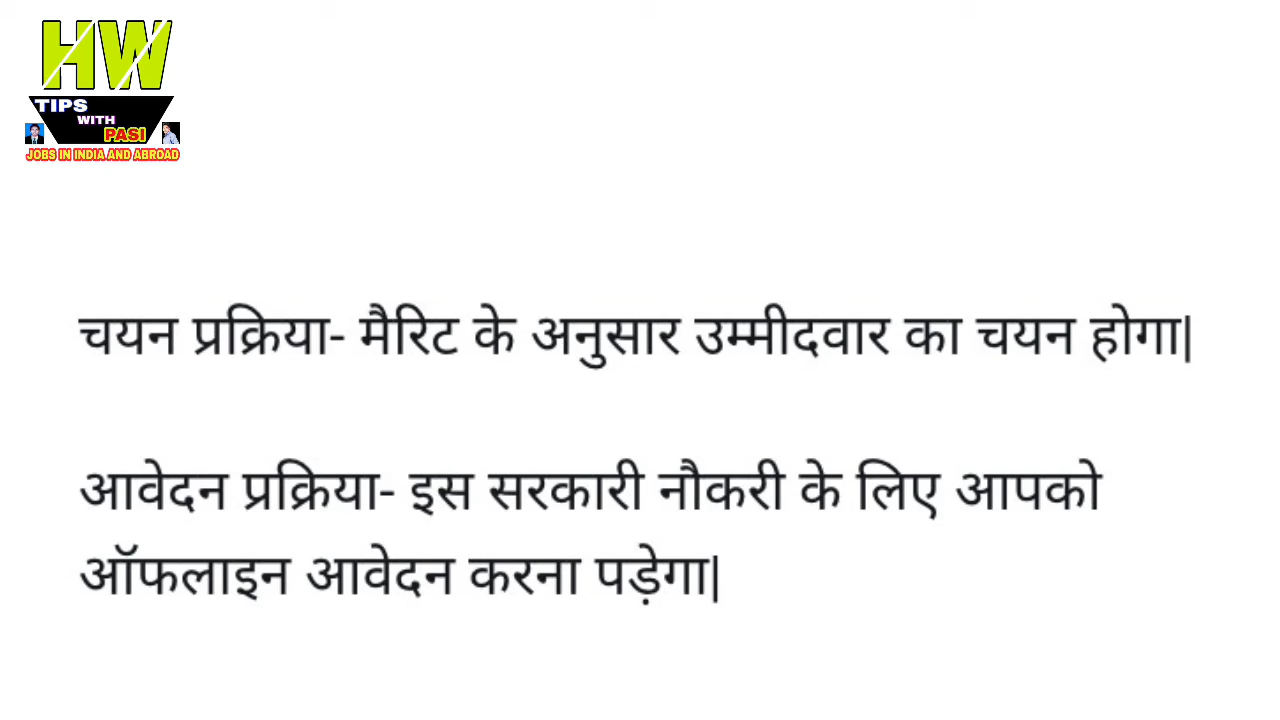 HW
TIPS
WITH
PASI
JOBS IN INDIA AND ABROAD
चयन प्रक्रिया- मैरिट के अनुसार उम्मीदवार का चयन होगा|
आवेदन प्रक्रिया- इस सरकारी नौकरी के लिए आपको
ऑफलाइन आवेदन करना पड़ेगा|